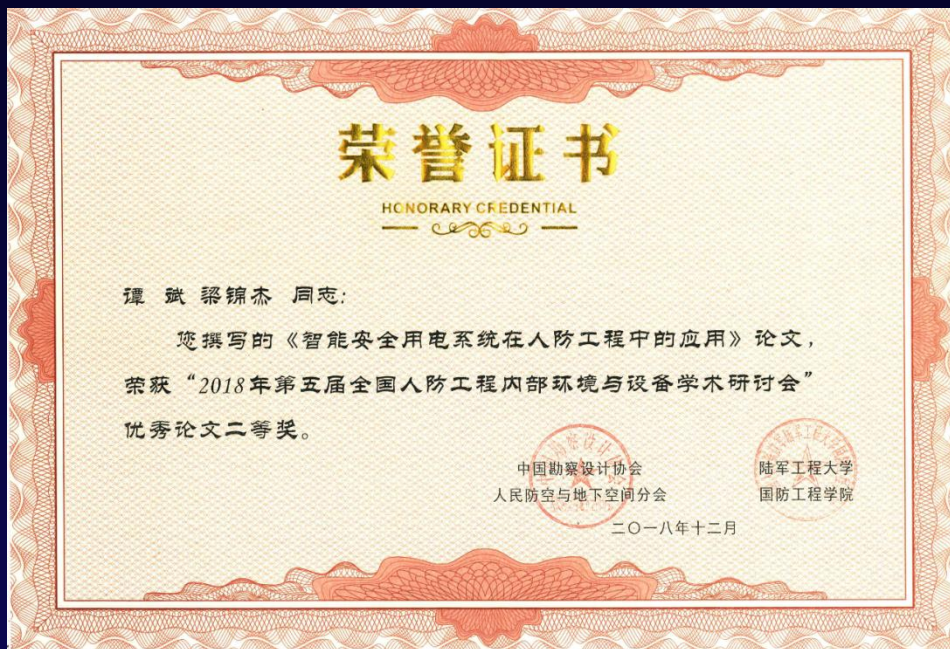 荣誉证书
HONORARY CREDENTIAL
谭 斌 梁锦杰 同志:
您撰写的《智能安全用电系统在人防工程中的应用》论文，
荣获“2018年第五届全国人防工程内部环境与设备学术研讨会”
优秀论文二等奖。
中国勘察设计协会 陆军工程大学
人民防空与地下空间分会 国防工程学院
二〇一八年十二月